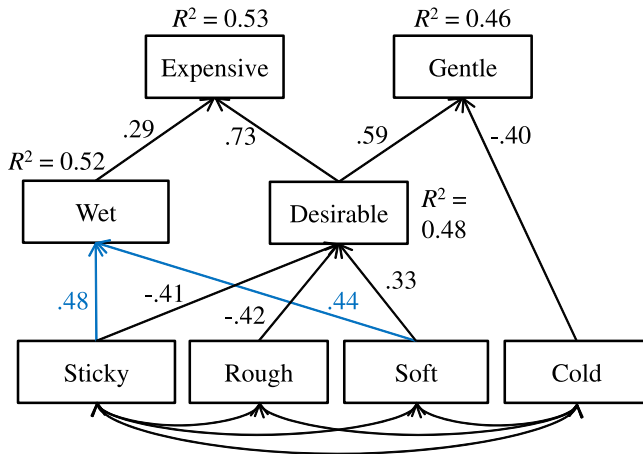 R² = 0.53
R² = 0.46
Expensive
Gentle
.29
.73
.59
-.40
R² = 0.52
Wet
Desirable
R² =
0.48
.48
-.41
-.42
.44
.33
Sticky
Rough
Soft
Cold